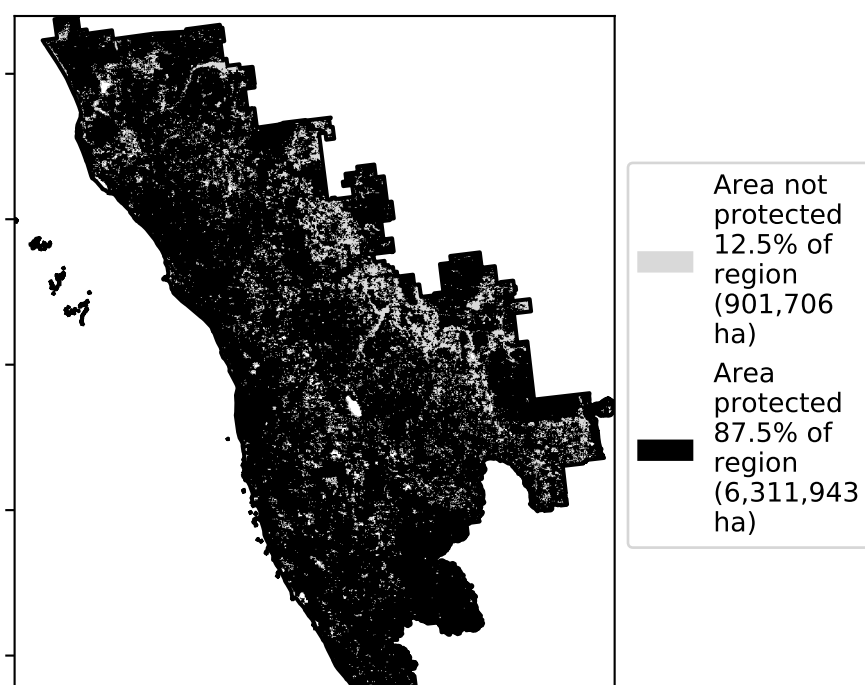 Area not
protected
12.5% of
region
(901,706
ha)
Area
protected
87.5% of
region
(6,311,943
ha)